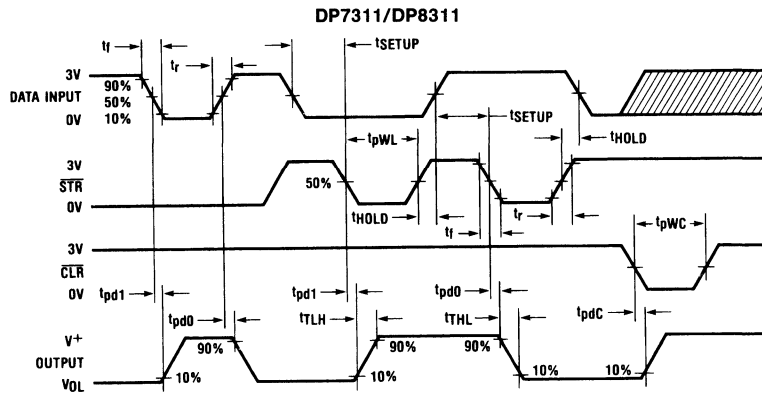 DP7311/DP8311
tf
tr
tSETUP
3V
90%
DATA INPUT 50%
0V 10%
tSETUP
tpWL
tHOLD
3V
STR
0V
50%
tHOLD
tf
tr
3V
CLR
0V
tpWC
tpd1
tpd0
tpd1
tTLH
tpd0
tTHL
tpdC
V+
OUTPUT
VOL
90%
10%
90%
10%
90%
10%
10%